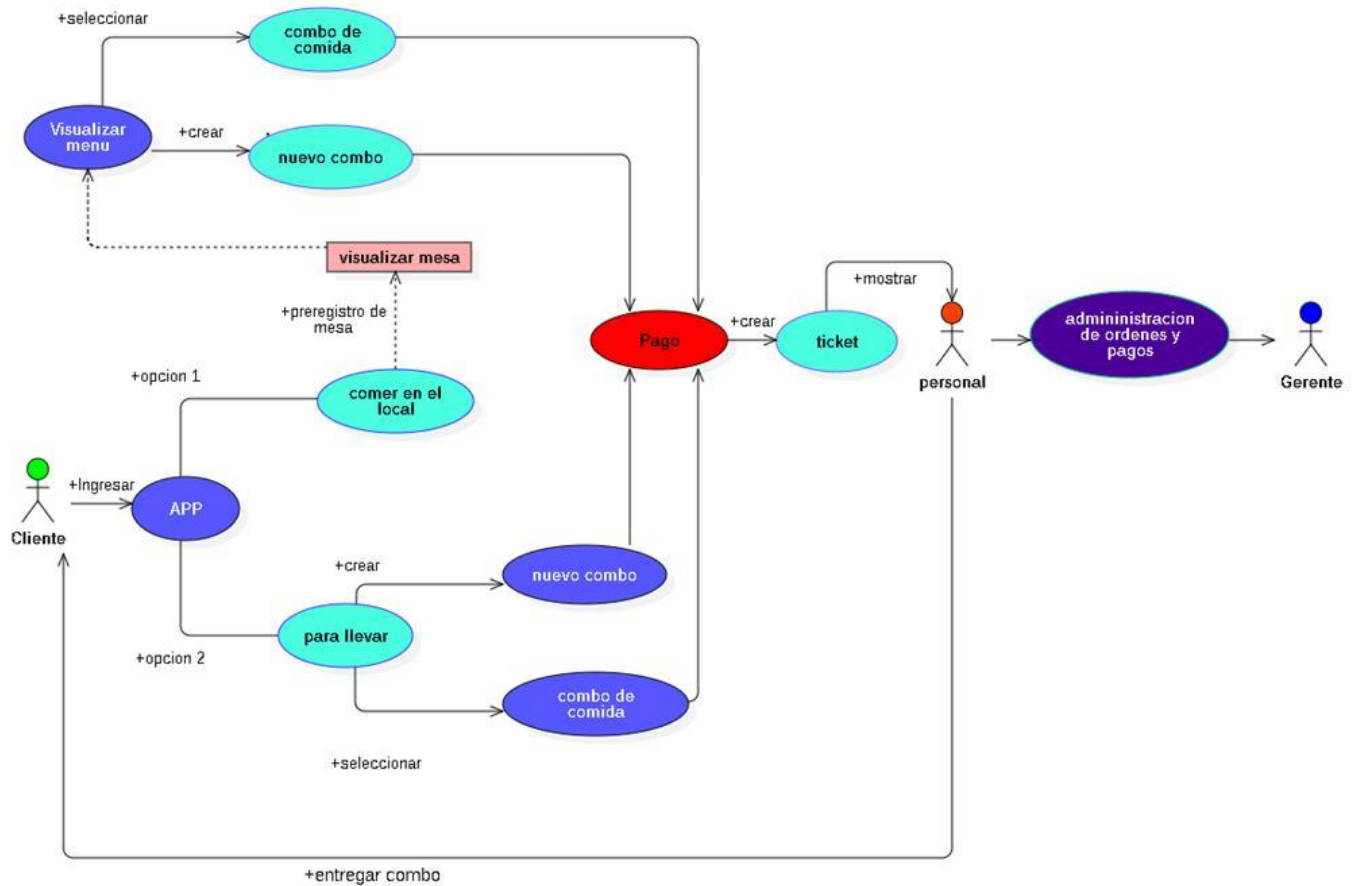 +seleccionar
combo de
comida
Visualizar
menu
+crear
nuevo combo
visualizar mesa
+preregistro de
mesa
+opcion 1
comer en el
local
Pago
+crear
ticket
+mostrar
personal
admininistracion
de ordenes y
pagos
Gerente
+Ingresar
APP
Cliente
+crear
nuevo combo
para llevar
+opcion 2
combo de
comida
+seleccionar
+entregar combo